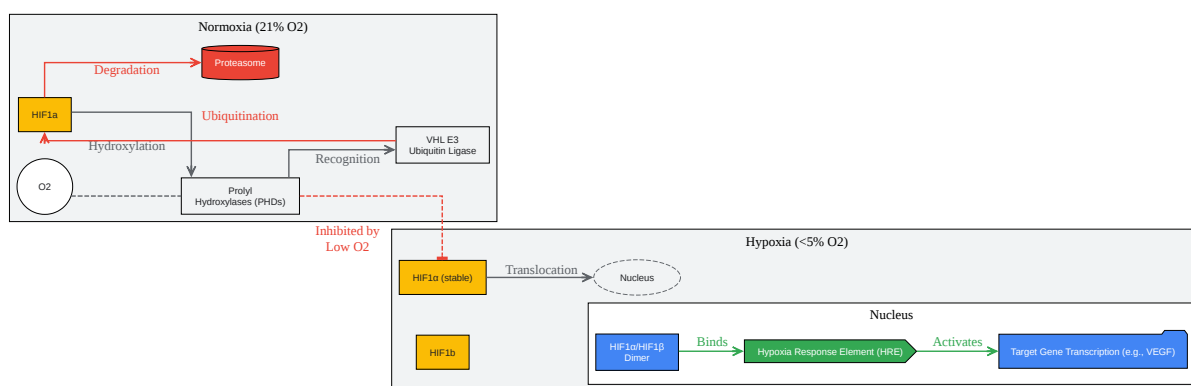 Normoxia (21% O2)
Proteasome
Degradation
HIF1a
Ubiquitination
VHL E3
Ubiquitin Ligase
Hydroxylation
Recognition
O2
Prolyl
Hydroxylases (PHDs)
Inhibited by
Low O2
Hypoxia (<5% O2)
HIF1α (stable)
Translocation
Nucleus
Nucleus
HIF1b
HIF1α/HIF1β
Dimer
Binds
Hypoxia Response Element (HRE)
Activates
Target Gene Transcription (e.g., VEGF)